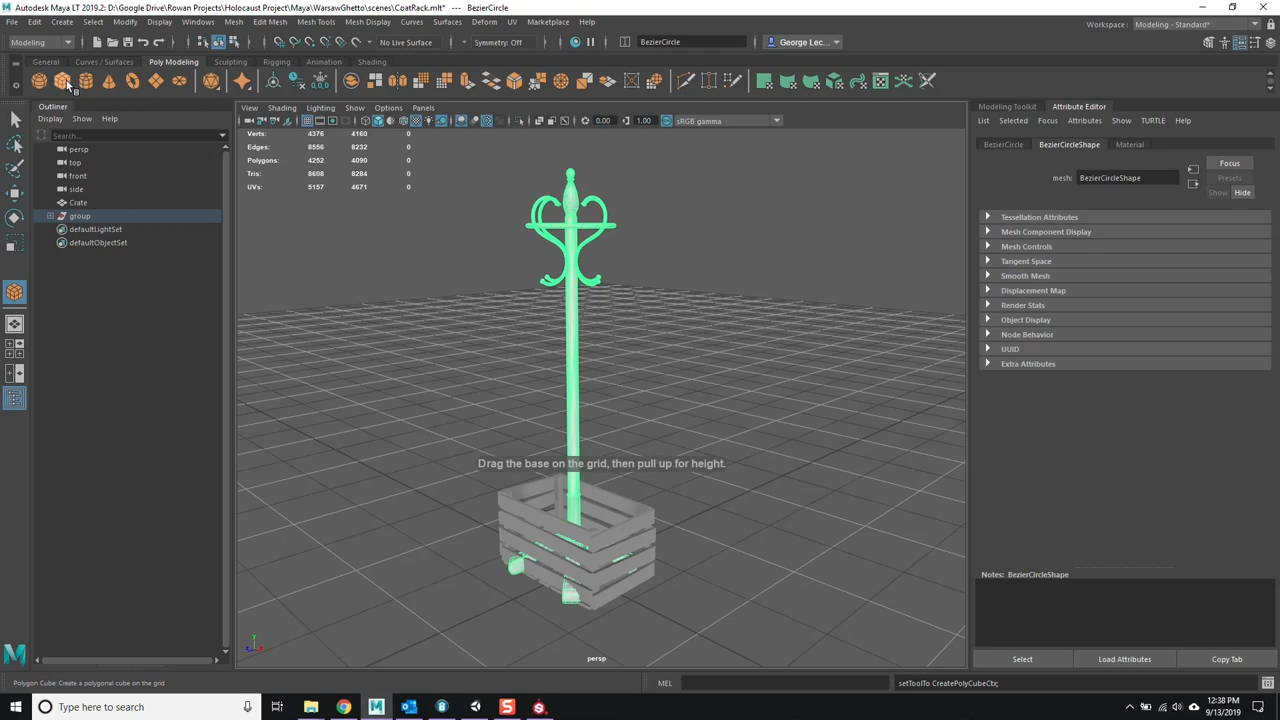 Autodesk Maya LT 2019.2: D:\Google Drive\Rowan Projects\Holocaust Project\Maya\WarsawGhetto\scenes\CoatRack.mlt* --- BezierCircle
File Edit Create Select Modify Display Windows Mesh Edit Mesh Mesh Tools Mesh Display Curves Surfaces Deform UV Marketplace Help
Workspace : Modeling - Standard*
Modeling No Live Surface Symmetry: Off BezierCircle George Lec...
General Curves / Surfaces Poly Modeling Sculpting Rigging Animation Shading
Outliner
Display Show Help
Search...
persp
top
front
side
Crate
group
defaultLightSet
defaultObjectSet
View Shading Lighting Show Options Panels
0.00 1.00 sRGB gamma
Verts: 4376 4160 0
Edges: 8556 8232 0
Polygons: 4252 4090 0
Tris: 8608 8284 0
UVs: 5157 4671 0
Drag the base on the grid, then pull up for height.
persp
Modeling Toolkit Attribute Editor
List Selected Focus Attributes Show TURTLE Help
BezierCircle BezierCircleShape Material
Focus
Presets
Show Hide
mesh: BezierCircleShape
Tessellation Attributes
Mesh Component Display
Mesh Controls
Tangent Space
Smooth Mesh
Displacement Map
Render Stats
Object Display
Node Behavior
UUID
Extra Attributes
Notes: BezierCircleShape
Select Load Attributes Copy Tab
Polygon Cube: Create a polygonal cube on the grid
MEL
setToolTo CreatePolyCubeCtx;
Type here to search
12:38 PM
9/13/2019